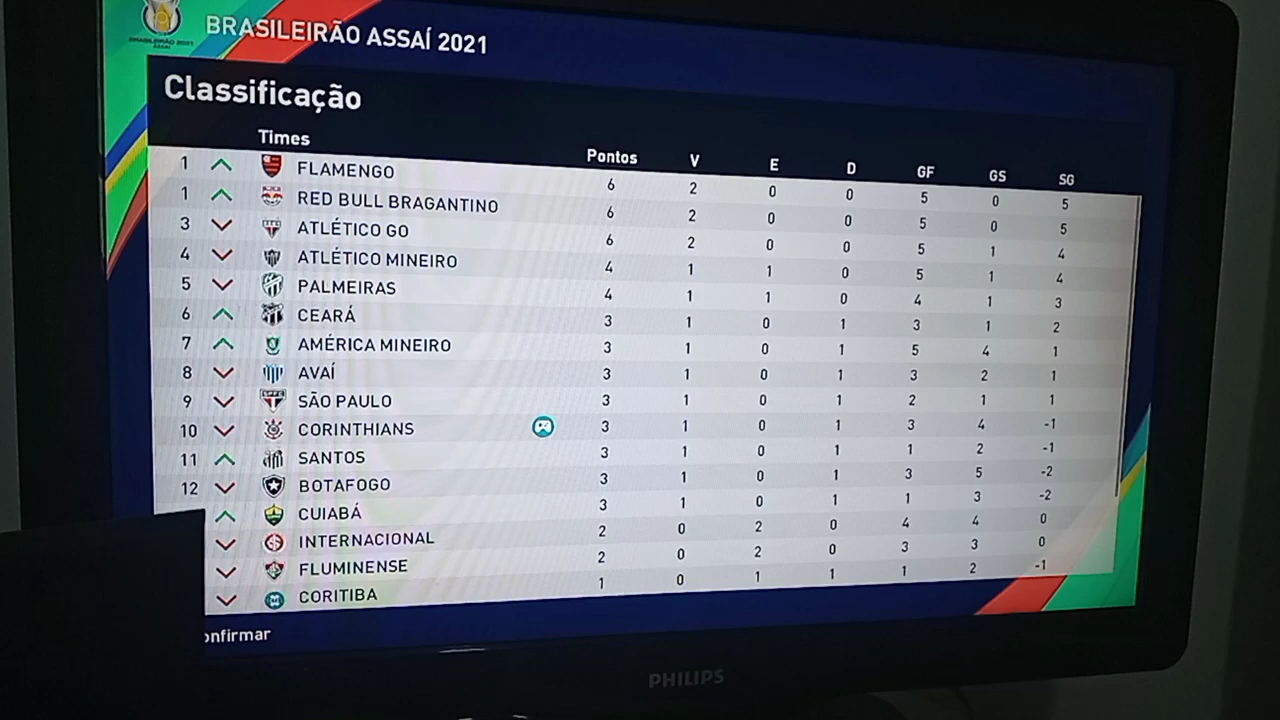 BRASILEIRÃO 2021
ASSAÍ
BRASILEIRÃO ASSAÍ 2021
Classificação
Times Pontos V E D GF GS SG
1 FLAMENGO 6 2 0 0 5 0 5
1 RED BULL BRAGANTINO 6 2 0 0 5 0 5
3 ATLÉTICO GO 6 2 0 0 5 1 4
4 ATLÉTICO MINEIRO 4 1 1 0 5 1 4
5 PALMEIRAS 4 1 1 0 4 1 3
6 CEARÁ 3 1 0 1 3 1 2
7 AMÉRICA MINEIRO 3 1 0 1 5 4 1
8 AVAÍ 3 1 0 1 3 2 1
9 SÃO PAULO 3 1 0 1 2 1 1
10 CORINTHIANS 3 1 0 1 3 4 -1
11 SANTOS 3 1 0 1 1 2 -1
12 BOTAFOGO 3 1 0 1 3 5 -2
CUIABÁ 3 1 0 1 1 3 -2
INTERNACIONAL 2 0 2 0 4 4 0
FLUMINENSE 2 0 2 0 3 3 0
CORITIBA 1 0 1 1 1 2 -1
onfirmar
PHILIPS